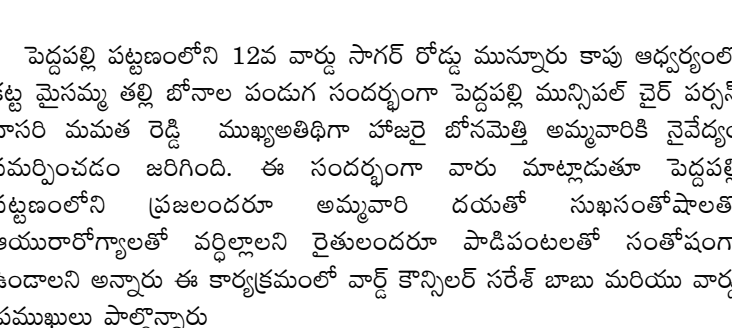 పెద్దపల్లి పట్టణంలోని 12వ వార్డు సాగర్ రోడ్డు మున్నూరు కాపు ఆధ్వర్యంలో
కట్ట మైసమ్మ తల్లి బోనాల పండుగ సందర్భంగా పెద్దపల్లి మున్సిపల్ చైర్ పర్సన్
దాసరి మమత రెడ్డి ముఖ్యఅతిథిగా హాజరై బోనమెత్తి అమ్మవారికి నైవేద్యం
సమర్పించడం జరిగింది. ఈ సందర్భంగా వారు మాట్లాడుతూ పెద్దపల్లి
పట్టణంలోని ప్రజలందరూ అమ్మవారి దయతో సుఖసంతోషాలతో
ఆయురారోగ్యాలతో వర్ధిల్లాలని రైతులందరూ పాడిపంటలతో సంతోషంగా
ఉండాలని అన్నారు ఈ కార్యక్రమంలో వార్డ్ కౌన్సిలర్ సరేశ్ బాబు మరియు వార్డు
ప్రముఖులు పాల్గొన్నారు